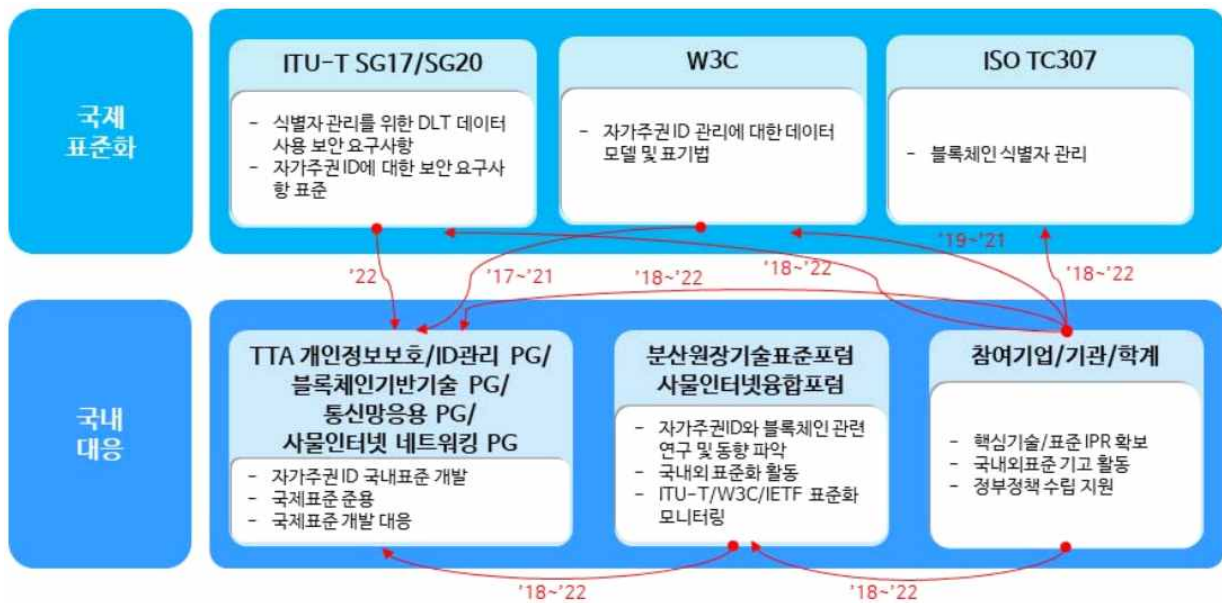 국제
표준화
ITU-T SG17/SG20
- 식별자 관리를 위한 DLT 데이터
사용 보안 요구사항
- 자가주권ID에 대한 보안 요구사
항 표준
W3C
- 자가주권 ID 관리에 대한 데이터
모델 및 표기법
ISO TC307
- 블록체인 식별자 관리
'22
'17~'21
'18~'22
'18~'22
'19~'21
'18~'22
국내
대응
TTA 개인정보보호/ID관리 PG/
블록체인기반기술 PG/
통신망응용 PG/
사물인터넷 네트워킹 PG
- 자가주권 ID 국내표준 개발
- 국제표준 준용
- 국제표준 개발 대응
분산원장기술표준포럼
사물인터넷융합포럼
- 자가주권ID와 블록체인 관련
연구 및 동향 파악
- 국내외 표준화 활동
- ITU-T/W3C/IETF 표준화
모니터링
참여기업/기관/학계
- 핵심기술/표준 IPR 확보
- 국내외표준 기고 활동
- 정부정책 수립 지원
'18~'22
'18~'22